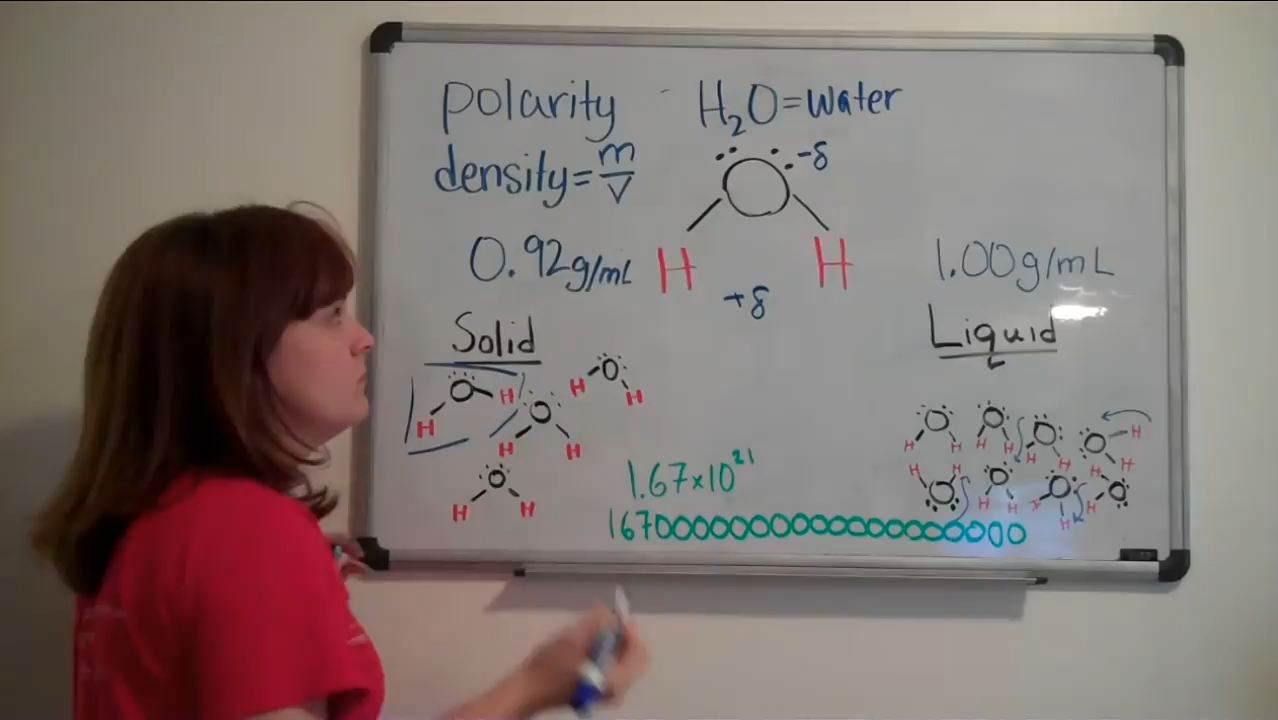 polarity - H₂O = water
density = m/V
-δ
0.92 g/mL
H H
+δ
1.00 g/mL
Solid
Liquid
O H H
O H H
O H H
O H H
O H H
O H H
O H H
O H H
O H H
O H H
O H H
O H H
1.67 x 10²¹
1670000000000000000000